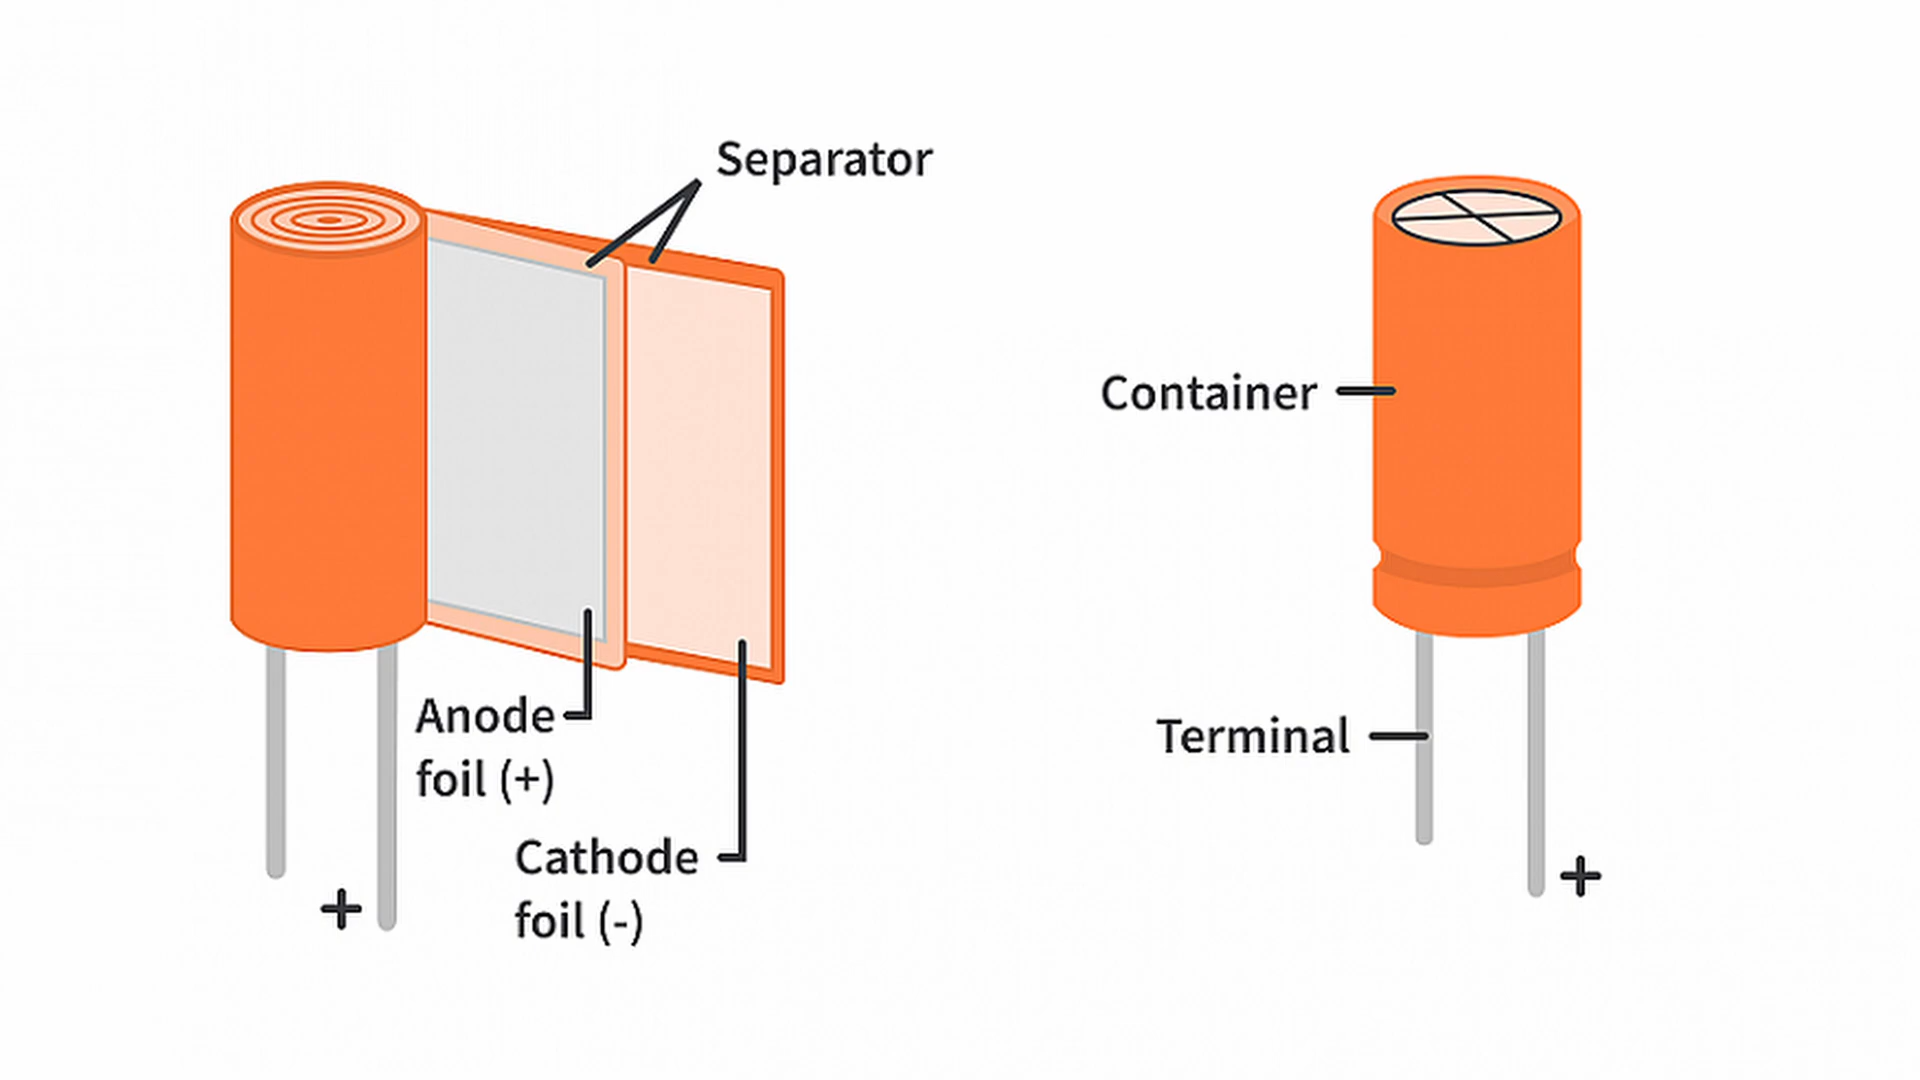 Separator
Anode
foil (+)
Cathode
foil (-)
+
Container
Terminal
+